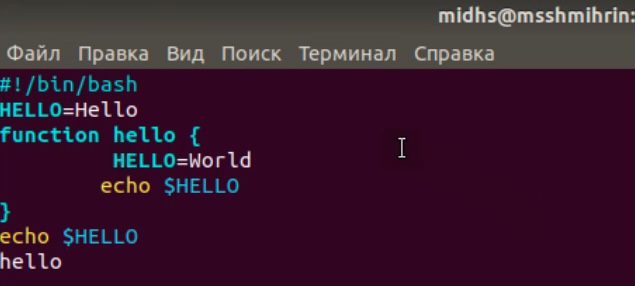 midhs@msshmihrin:
Файл Правка Вид Поиск Терминал Справка
#!/bin/bash
HELLO=Hello
function hello {
         HELLO=World
        echo $HELLO
}
echo $HELLO
hello